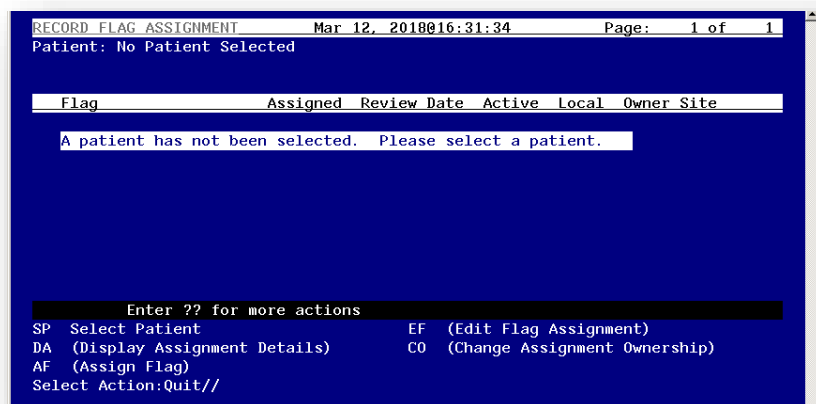 RECORD FLAG ASSIGNMENT Mar 12, 2018@16:31:34 Page: 1 of 1
Patient: No Patient Selected
Flag Assigned Review Date Active Local Owner Site
A patient has not been selected. Please select a patient.
Enter ?? for more actions
SP Select Patient EF (Edit Flag Assignment)
DA (Display Assignment Details) CO (Change Assignment Ownership)
AF (Assign Flag)
Select Action:Quit//